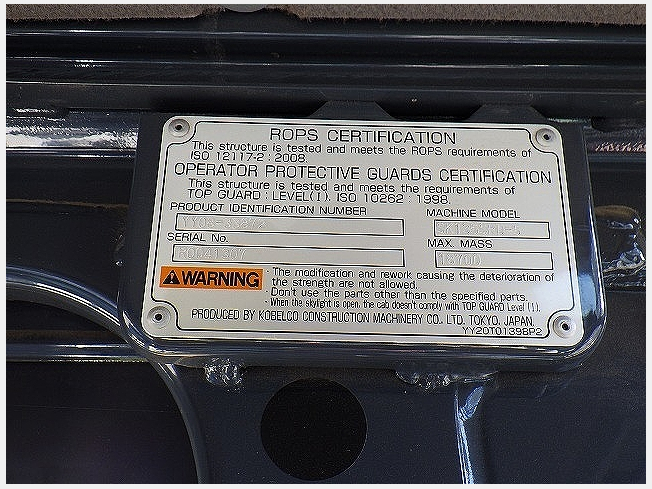 ROPS CERTIFICATION
This structure is tested and meets the ROPS requirements of
ISO 12117-2 : 2008.
OPERATOR PROTECTIVE GUARDS CERTIFICATION
This structure is tested and meets the requirements of
TOP GUARD : LEVEL(I). ISO 10262 : 1998.
PRODUCT IDENTIFICATION NUMBER
MACHINE MODEL
SERIAL No.
MAX. MASS
WARNING
· The modification and rework causing the deterioration of
the strength are not allowed.
· Don't use the parts other than the specified parts.
· When the skylight is open, the cab doesn't comply with TOP GUARD Level (I).
PRODUCED BY KOBELCO CONSTRUCTION MACHINERY CO., LTD. TOKYO, JAPAN.
YY20T01398P2